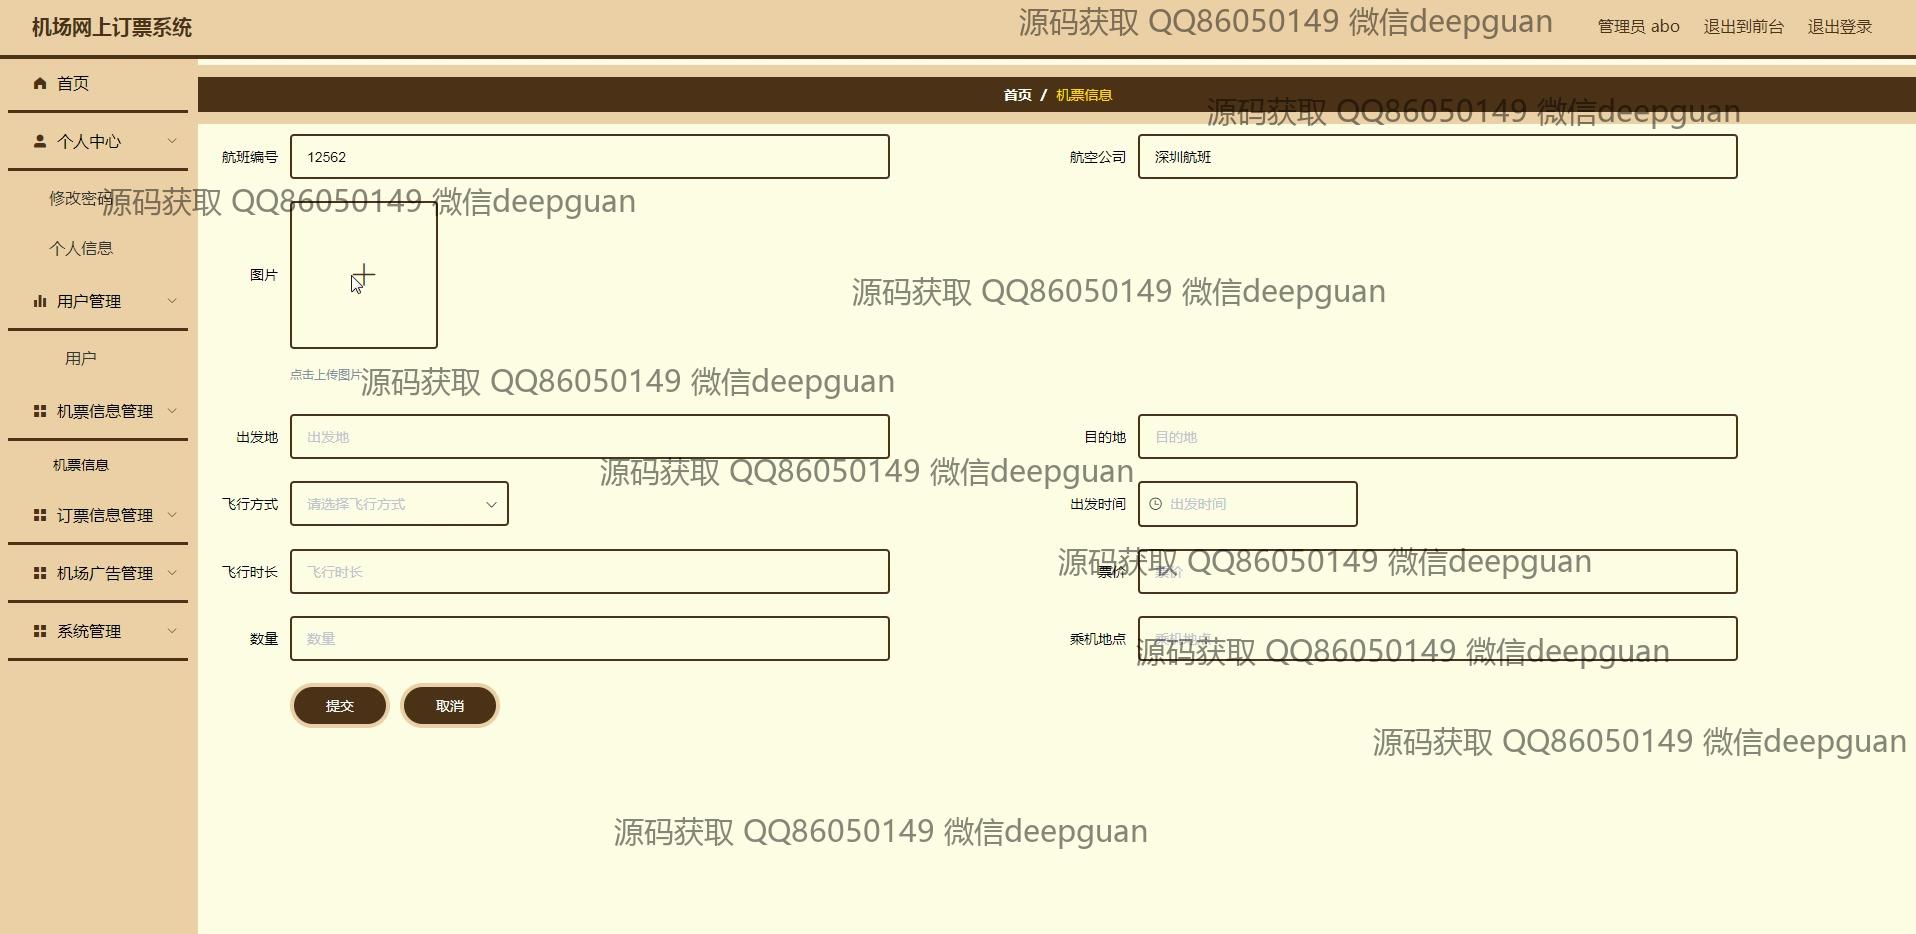 机场网上订票系统
源码获取 QQ86050149 微信deepguan
管理员 abo 退出到前台 退出登录
首页
首页 / 机票信息
源码获取 QQ86050149 微信deepguan
个人中心
航班编号 12562 航空公司 深圳航班
修改密码
源码获取 QQ86050149 微信deepguan
个人信息
图片
源码获取 QQ86050149 微信deepguan
用户管理
用户
点击上传图片
源码获取 QQ86050149 微信deepguan
机票信息管理
出发地 出发地 目的地 目的地
机票信息
源码获取 QQ86050149 微信deepguan
飞行方式 请选择飞行方式 出发时间 出发时间
订票信息管理
源码获取 QQ86050149 微信deepguan
机场广告管理
飞行时长 飞行时长 票价 票价
系统管理
数量 数量 乘机地点 乘机地点
源码获取 QQ86050149 微信deepguan
提交 取消
源码获取 QQ86050149 微信deepguan
源码获取 QQ86050149 微信deepguan